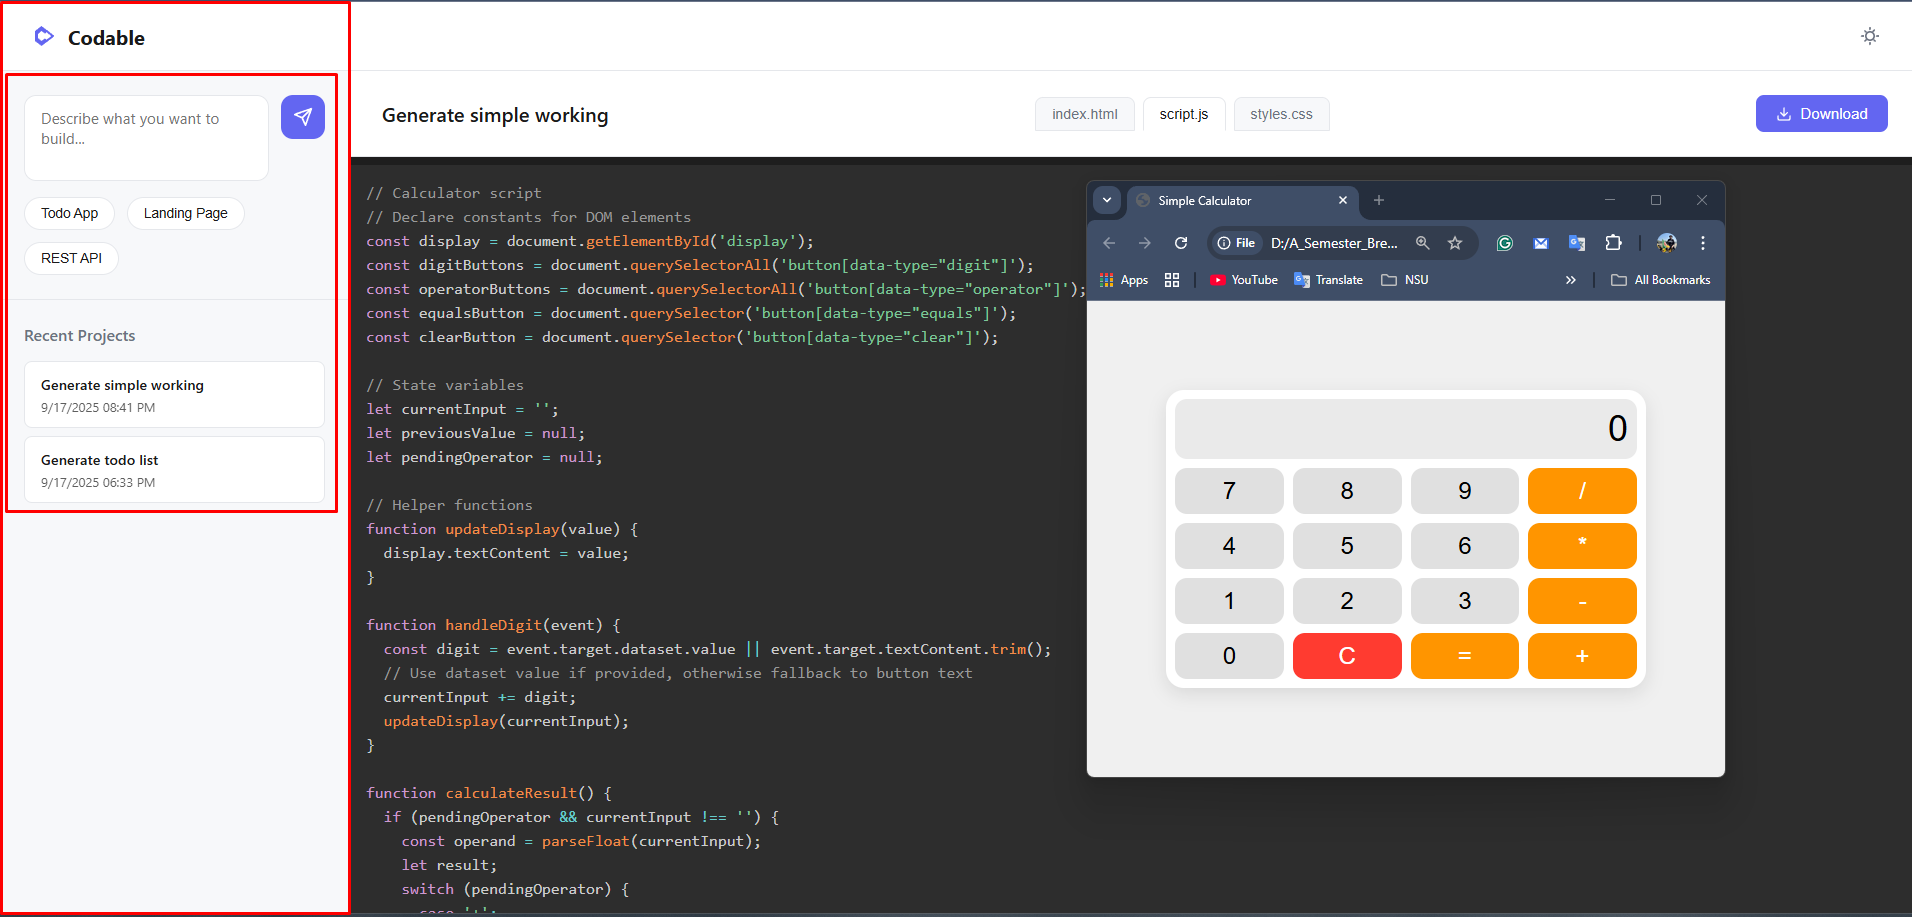 Codable
Describe what you want to
build...
Todo App
Landing Page
REST API
Recent Projects
Generate simple working
9/17/2025 08:41 PM
Generate todo list
9/17/2025 06:33 PM
Generate simple working
index.html
script.js
styles.css
Download
// Calculator script
// Declare constants for DOM elements
const display = document.getElementById('display');
const digitButtons = document.querySelectorAll('button[data-type="digit"]');
const operatorButtons = document.querySelectorAll('button[data-type="operator"]');
const equalsButton = document.querySelector('button[data-type="equals"]');
const clearButton = document.querySelector('button[data-type="clear"]');
// State variables
let currentInput = '';
let previousValue = null;
let pendingOperator = null;
// Helper functions
function updateDisplay(value) {
display.textContent = value;
}
function handleDigit(event) {
const digit = event.target.dataset.value || event.target.textContent.trim();
// Use dataset value if provided, otherwise fallback to button text
currentInput += digit;
updateDisplay(currentInput);
}
function calculateResult() {
if (pendingOperator && currentInput !== '') {
const operand = parseFloat(currentInput);
let result;
switch (pendingOperator) {
case '+':
Simple Calculator
File D:/A_Semester_Bre...
Apps YouTube Translate NSU » All Bookmarks
0
7 8 9 /
4 5 6 *
1 2 3 -
0 C = +